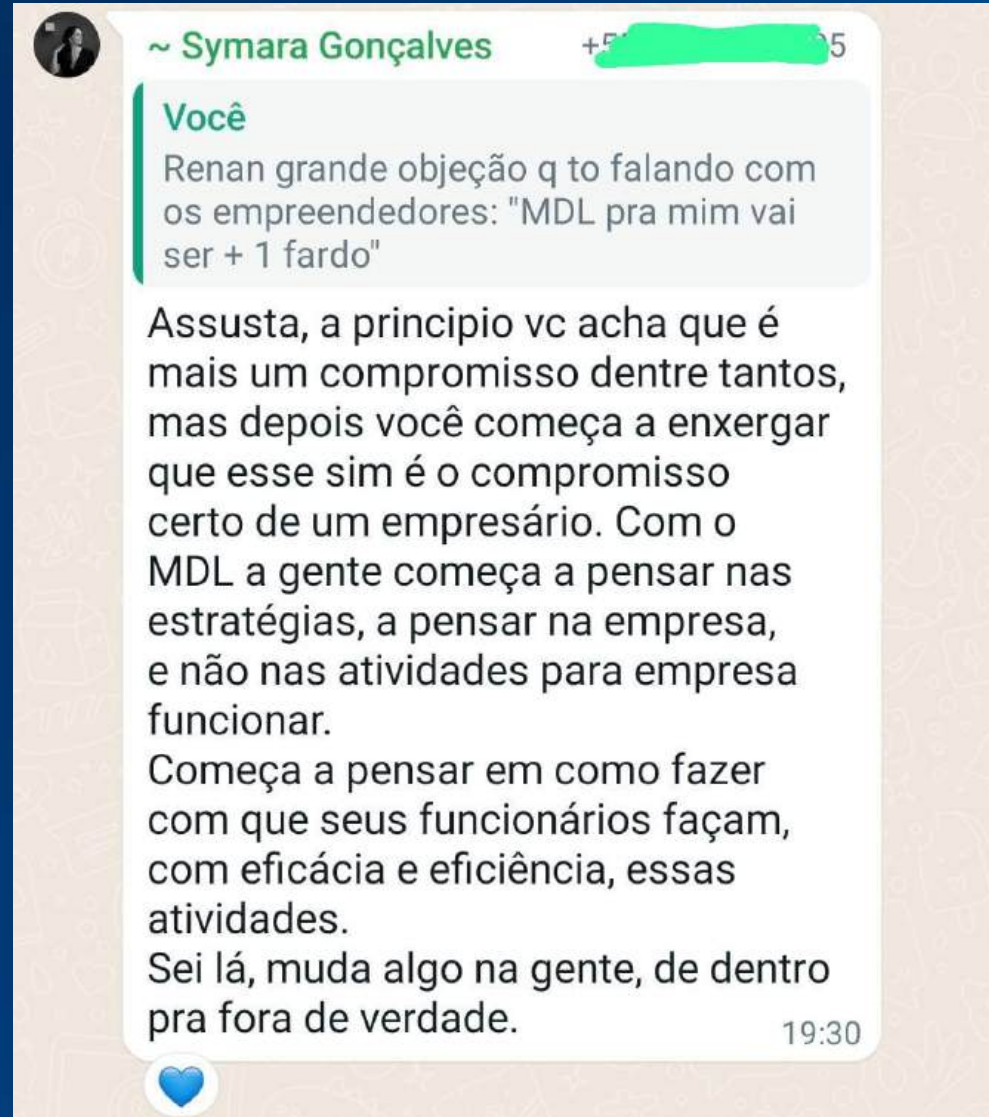 ~ Symara Gonçalves
Você
Renan grande objeção q to falando com
os empreendedores: "MDL pra mim vai
ser + 1 fardo"
Assusta, a principio vc acha que é
mais um compromisso dentre tantos,
mas depois você começa a enxergar
que esse sim é o compromisso
certo de um empresário. Com o
MDL a gente começa a pensar nas
estratégias, a pensar na empresa,
e não nas atividades para empresa
funcionar.
Começa a pensar em como fazer
com que seus funcionários façam,
com eficácia e eficiência, essas
atividades.
Sei lá, muda algo na gente, de dentro
pra fora de verdade.
19:30